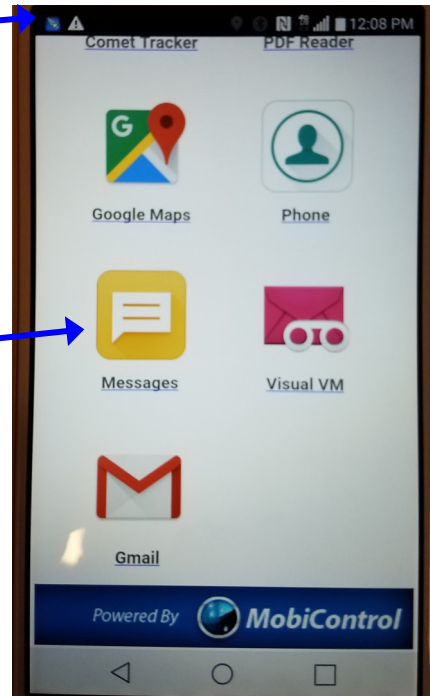 12:08 PM
Comet Tracker PDF Reader
G
Google Maps Phone
Messages Visual VM
Gmail
Powered By MobiControl